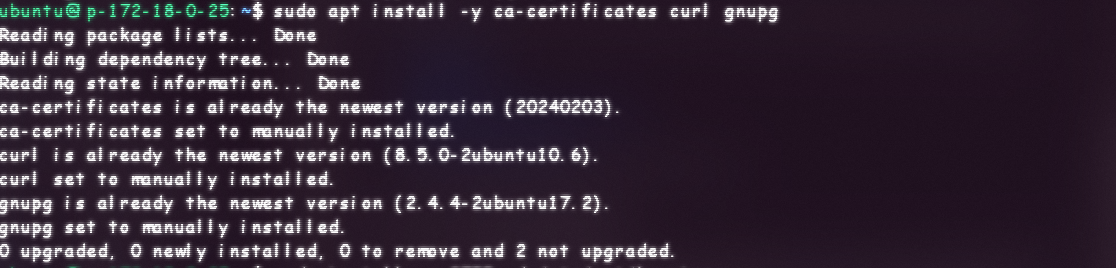 ubuntu@ip-172-18-0-25:~$ sudo apt install -y ca-certificates curl gnupg
Reading package lists... Done
Building dependency tree... Done
Reading state information... Done
ca-certificates is already the newest version (20240203).
ca-certificates set to manually installed.
curl is already the newest version (8.5.0-2ubuntu10.6).
curl set to manually installed.
gnupg is already the newest version (2.4.4-2ubuntu17.2).
gnupg set to manually installed.
0 upgraded, 0 newly installed, 0 to remove and 2 not upgraded.